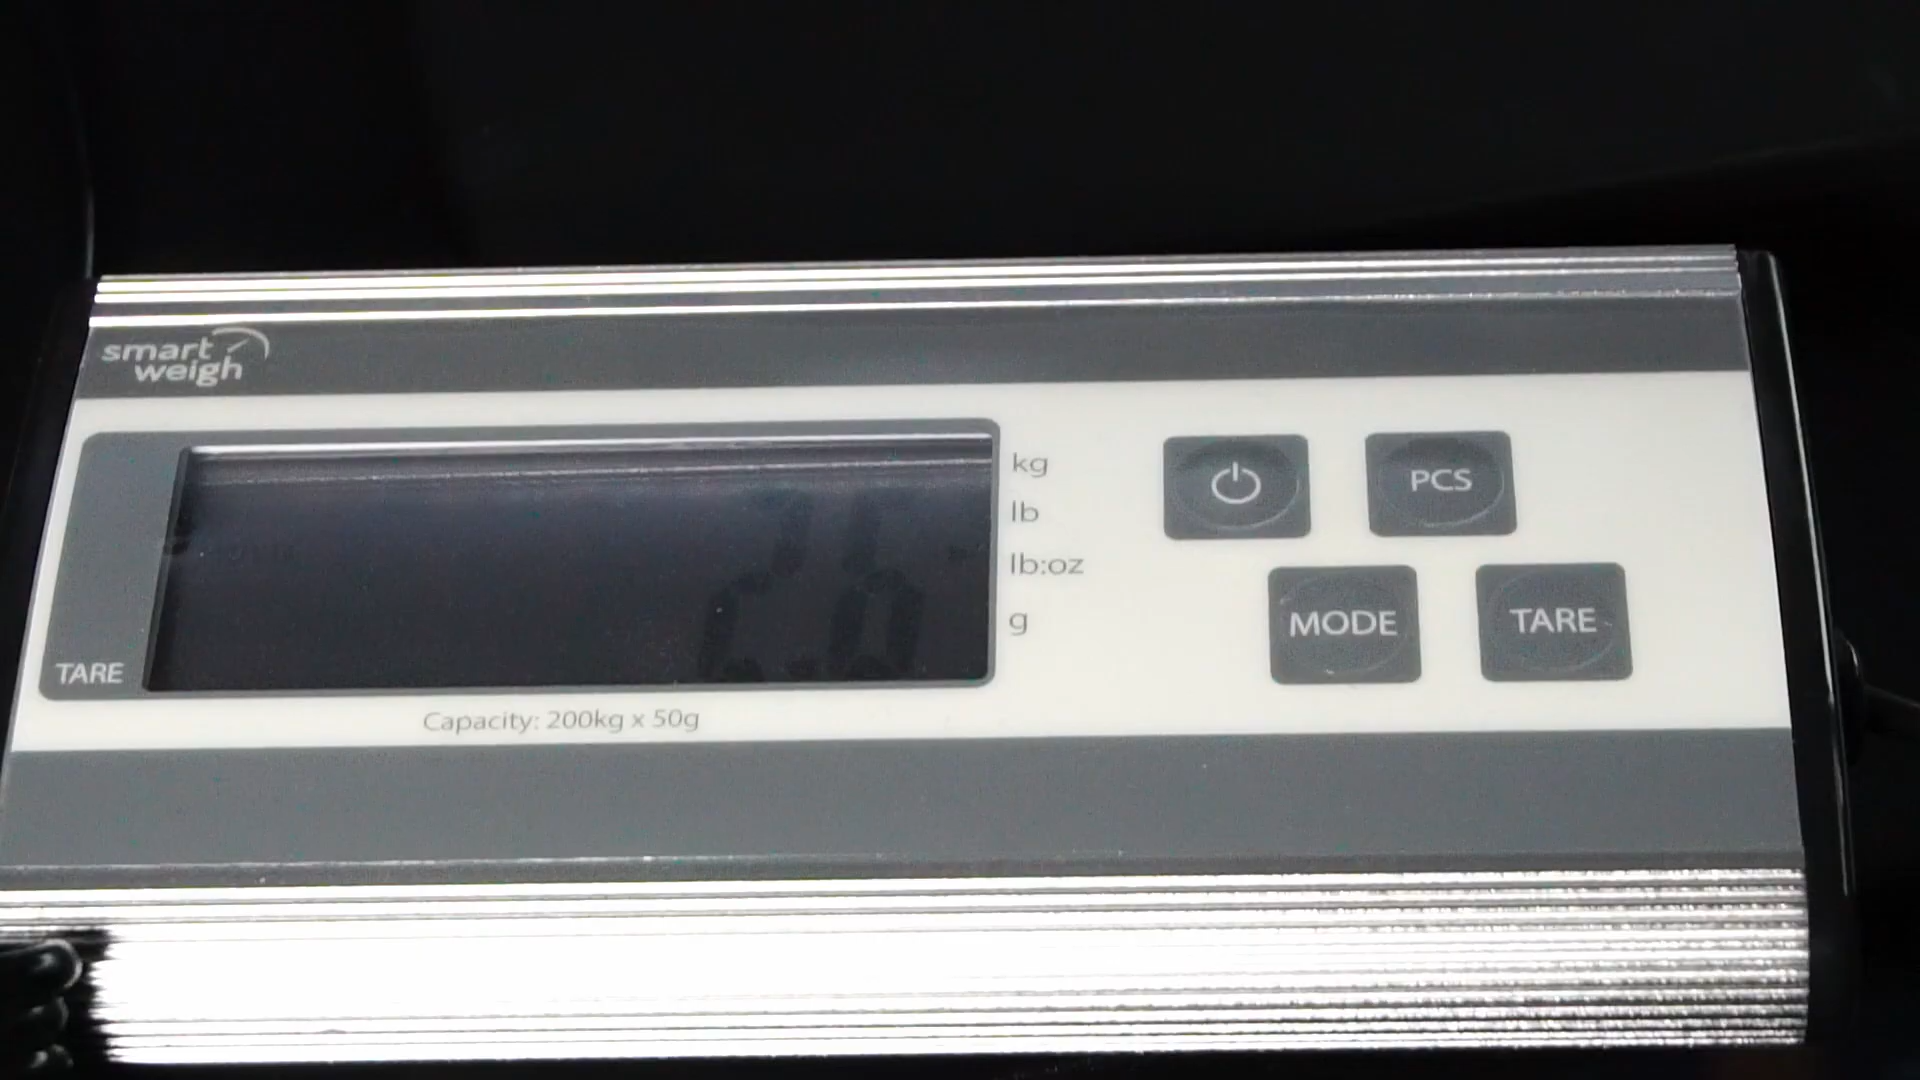 smart
weigh
kg
lb
lb:oz
g
PCS
MODE
TARE
TARE
Capacity: 200kg x 50g